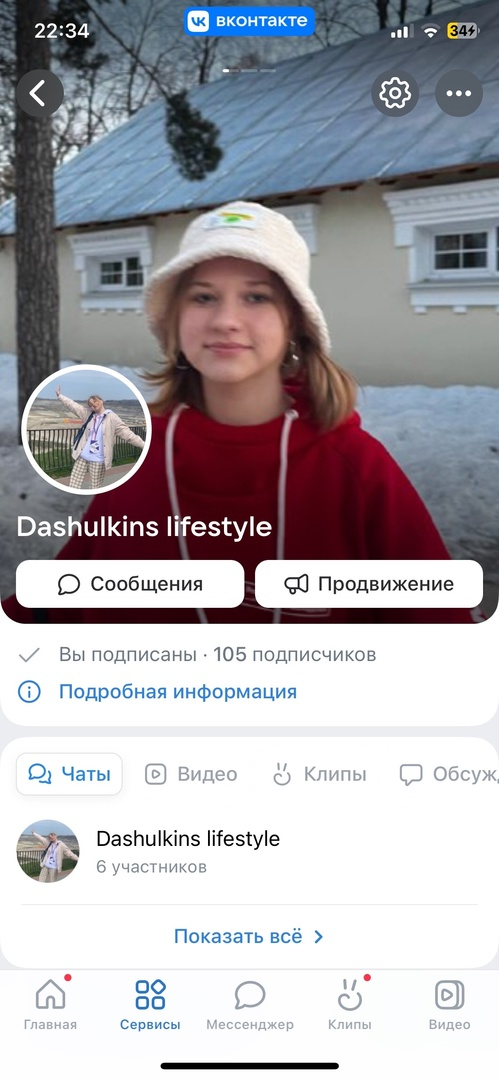 22:34
вконтакте
34
Dashulkins lifestyle
Сообщения
Продвижение
Вы подписаны · 105 подписчиков
Подробная информация
Чаты
Видео
Клипы
Обсуж
Dashulkins lifestyle
6 участников
Показать всё
Главная
Сервисы
Мессенджер
Клипы
Видео